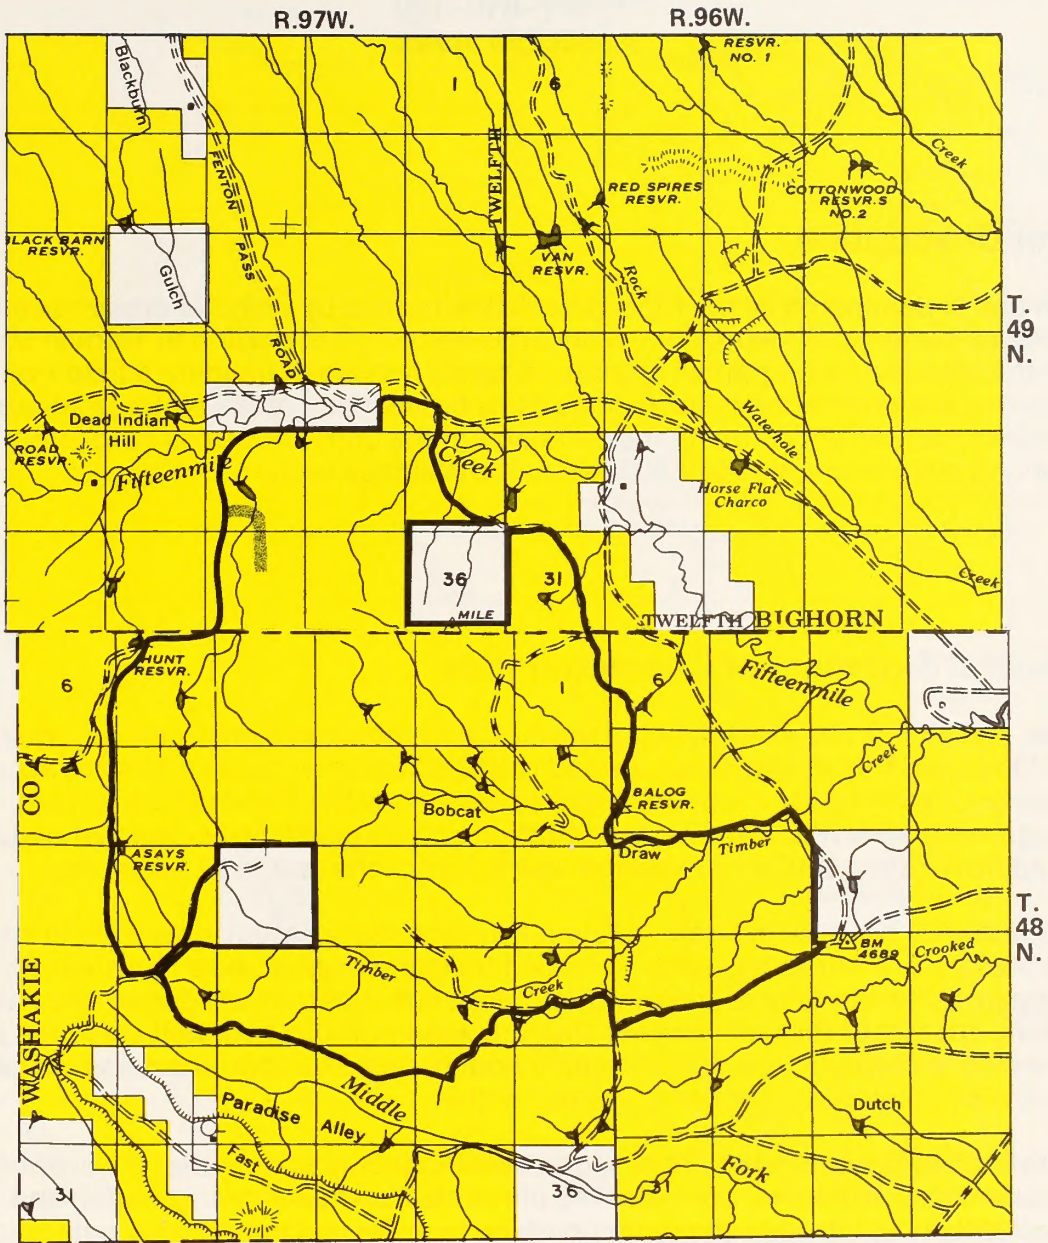 R.97W.
R.96W.
RESVR.
NO. 1
Blackburn
1
6
Creek
FENTON
PASS
ROAD
TWELFTH
RED SPIRES
RESVR.
COTTONWOOD
RESVR.S
NO.2
BLACK BARN
RESVR.
Gulch
VAN
RESVR.
Rock
T.
49
N.
C
Dead Indian
Hill
ROAD
RESVR.
Fifteenmile
Creek
Waterhole
Horse Flat
Charco
Creek
36
31
MILE
TWELFTH
BIGHORN
HUNT
RESVR.
6
1
6
Fifteenmile
Creek
CO
BALOG
RESVR.
Bobcat
Draw
Timber
ASAYS
RESVR.
T.
48
N.
BM
4689
Crooked
Timber
Creek
WASHAKIE
Middle
Paradise Alley
Dutch
Fast
Fork
31
36
31